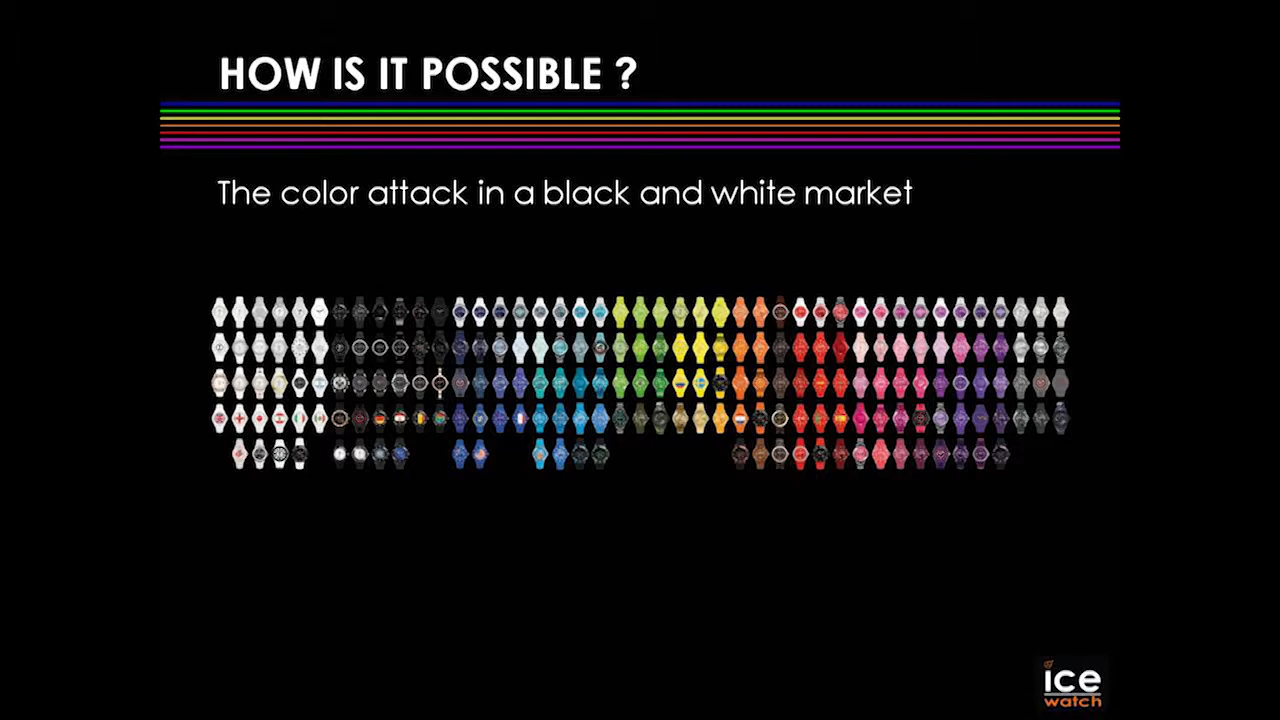 HOW IS IT POSSIBLE ?
The color attack in a black and white market
ice
watch